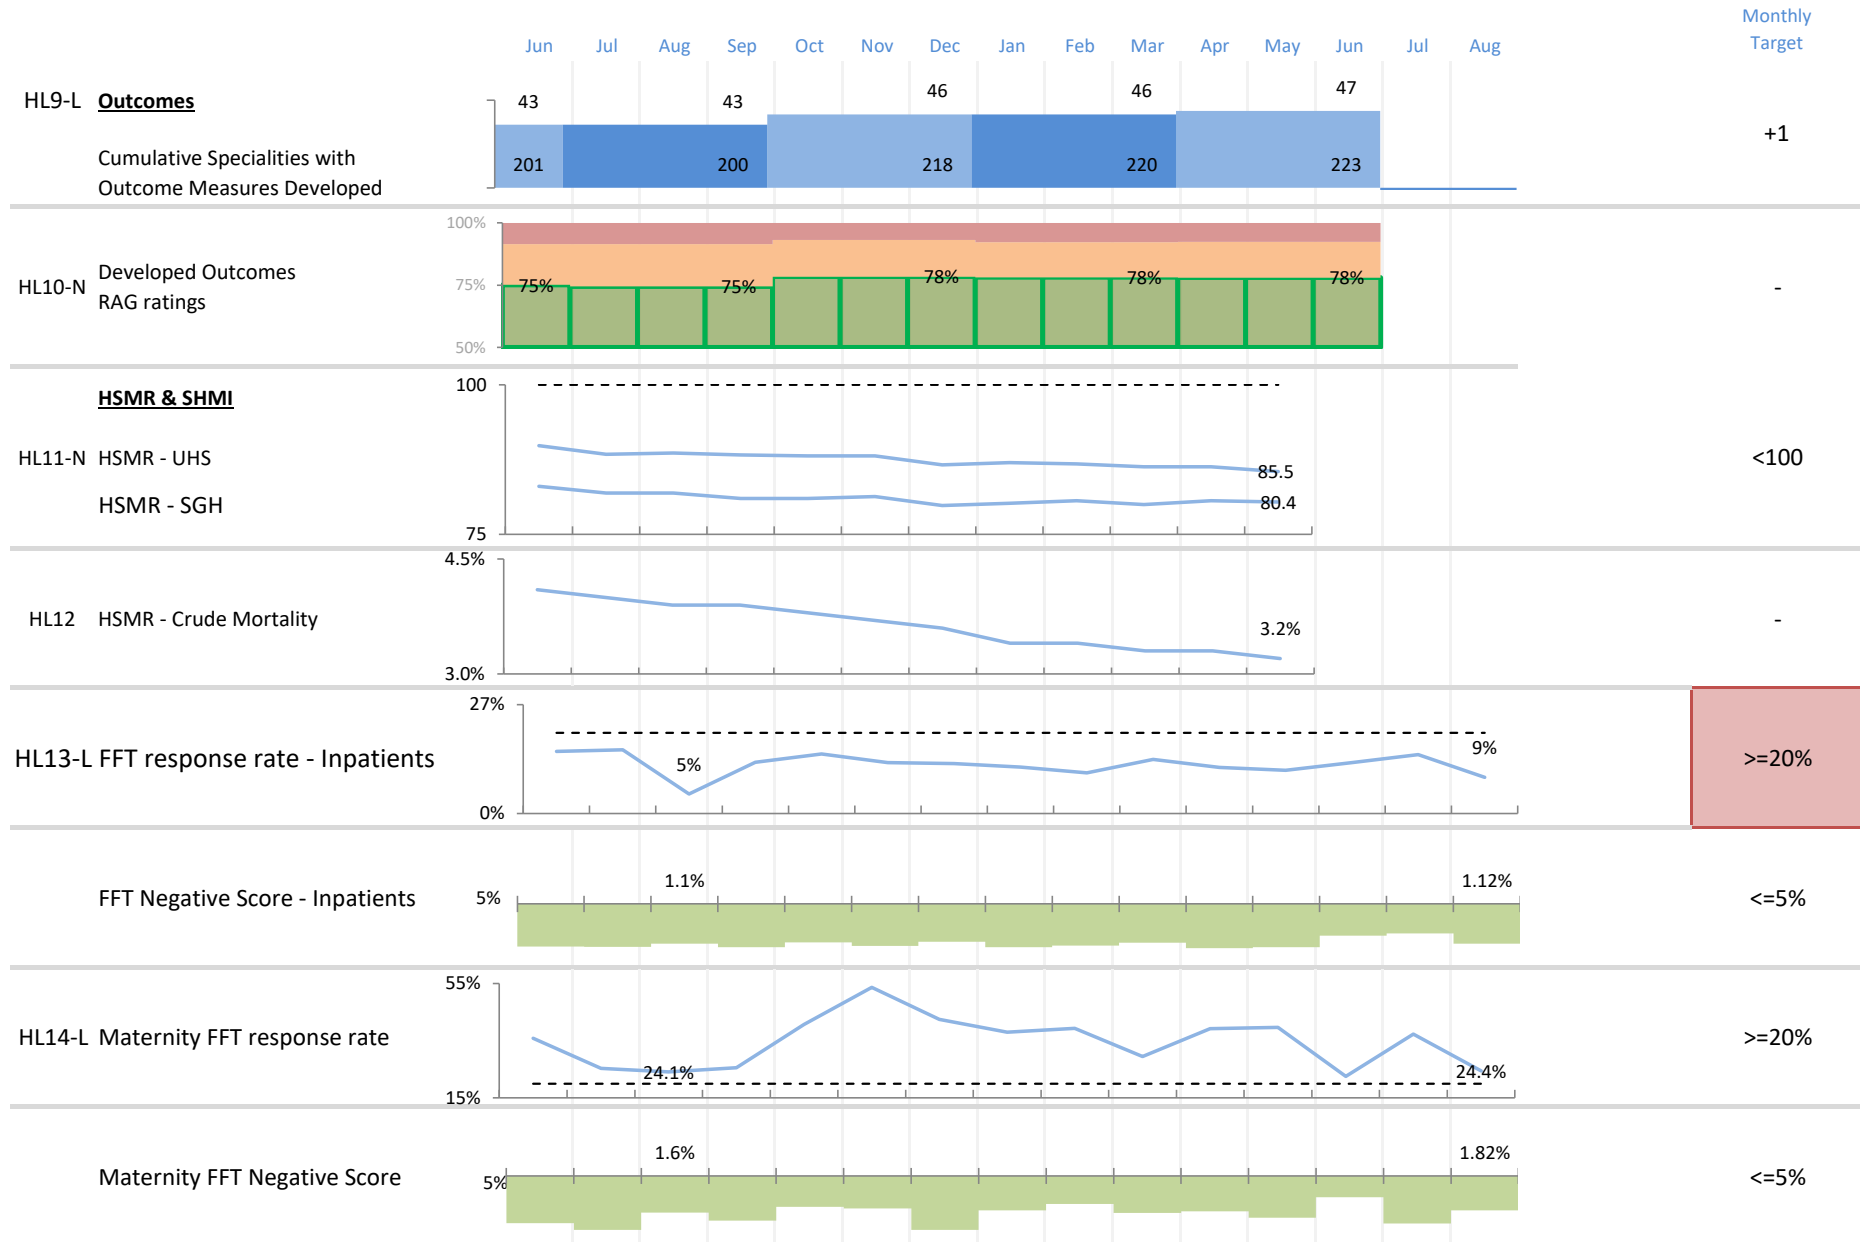 Monthly
Target
Jun Jul Aug Sep Oct Nov Dec Jan Feb Mar Apr May Jun Jul Aug
HL9-L Outcomes
43 43 46 46 47
+1
Cumulative Specialities with
Outcome Measures Developed
201 200 218 220 223
100%
HL10-N
Developed Outcomes
RAG ratings
75%
75% 75% 78% 78% 78%
-
50%
100
HSMR & SHMI
HL11-N HSMR - UHS
85.5
<100
HSMR - SGH
80.4
75
4.5%
HL12 HSMR - Crude Mortality
3.2%
-
3.0%
27%
HL13-L FFT response rate - Inpatients
5% 9%
>=20%
0%
1.1% 1.12%
FFT Negative Score - Inpatients
5%
<=5%
55%
HL14-L Maternity FFT response rate
>=20%
24.1% 24.4%
15%
1.6% 1.82%
Maternity FFT Negative Score
5%
<=5%